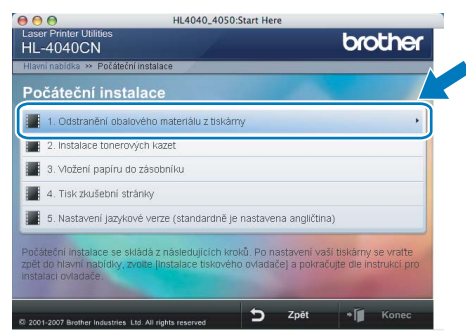 HL4040_4050:Start Here
Laser Printer Utilities
HL-4040CN
brother
Hlavní nabídka >> Počáteční instalace
Počáteční instalace
1. Odstranění obalového materiálu z tiskárny
2. Instalace tonerových kazet
3. Vložení papíru do zásobníku
4. Tisk zkušební stránky
5. Nastavení jazykové verze (standardně je nastavena angličtina)
Počáteční instalace se skládá z následujících kroků. Po nastavení vaší tiskárny se vraťte
zpět do hlavní nabídky, zvolte [Instalace tiskového ovladače] a pokračujte dle instrukcí pro
instalaci ovladače.
© 2001-2007 Brother Industries Ltd. All rights reserved
Zpět
Konec